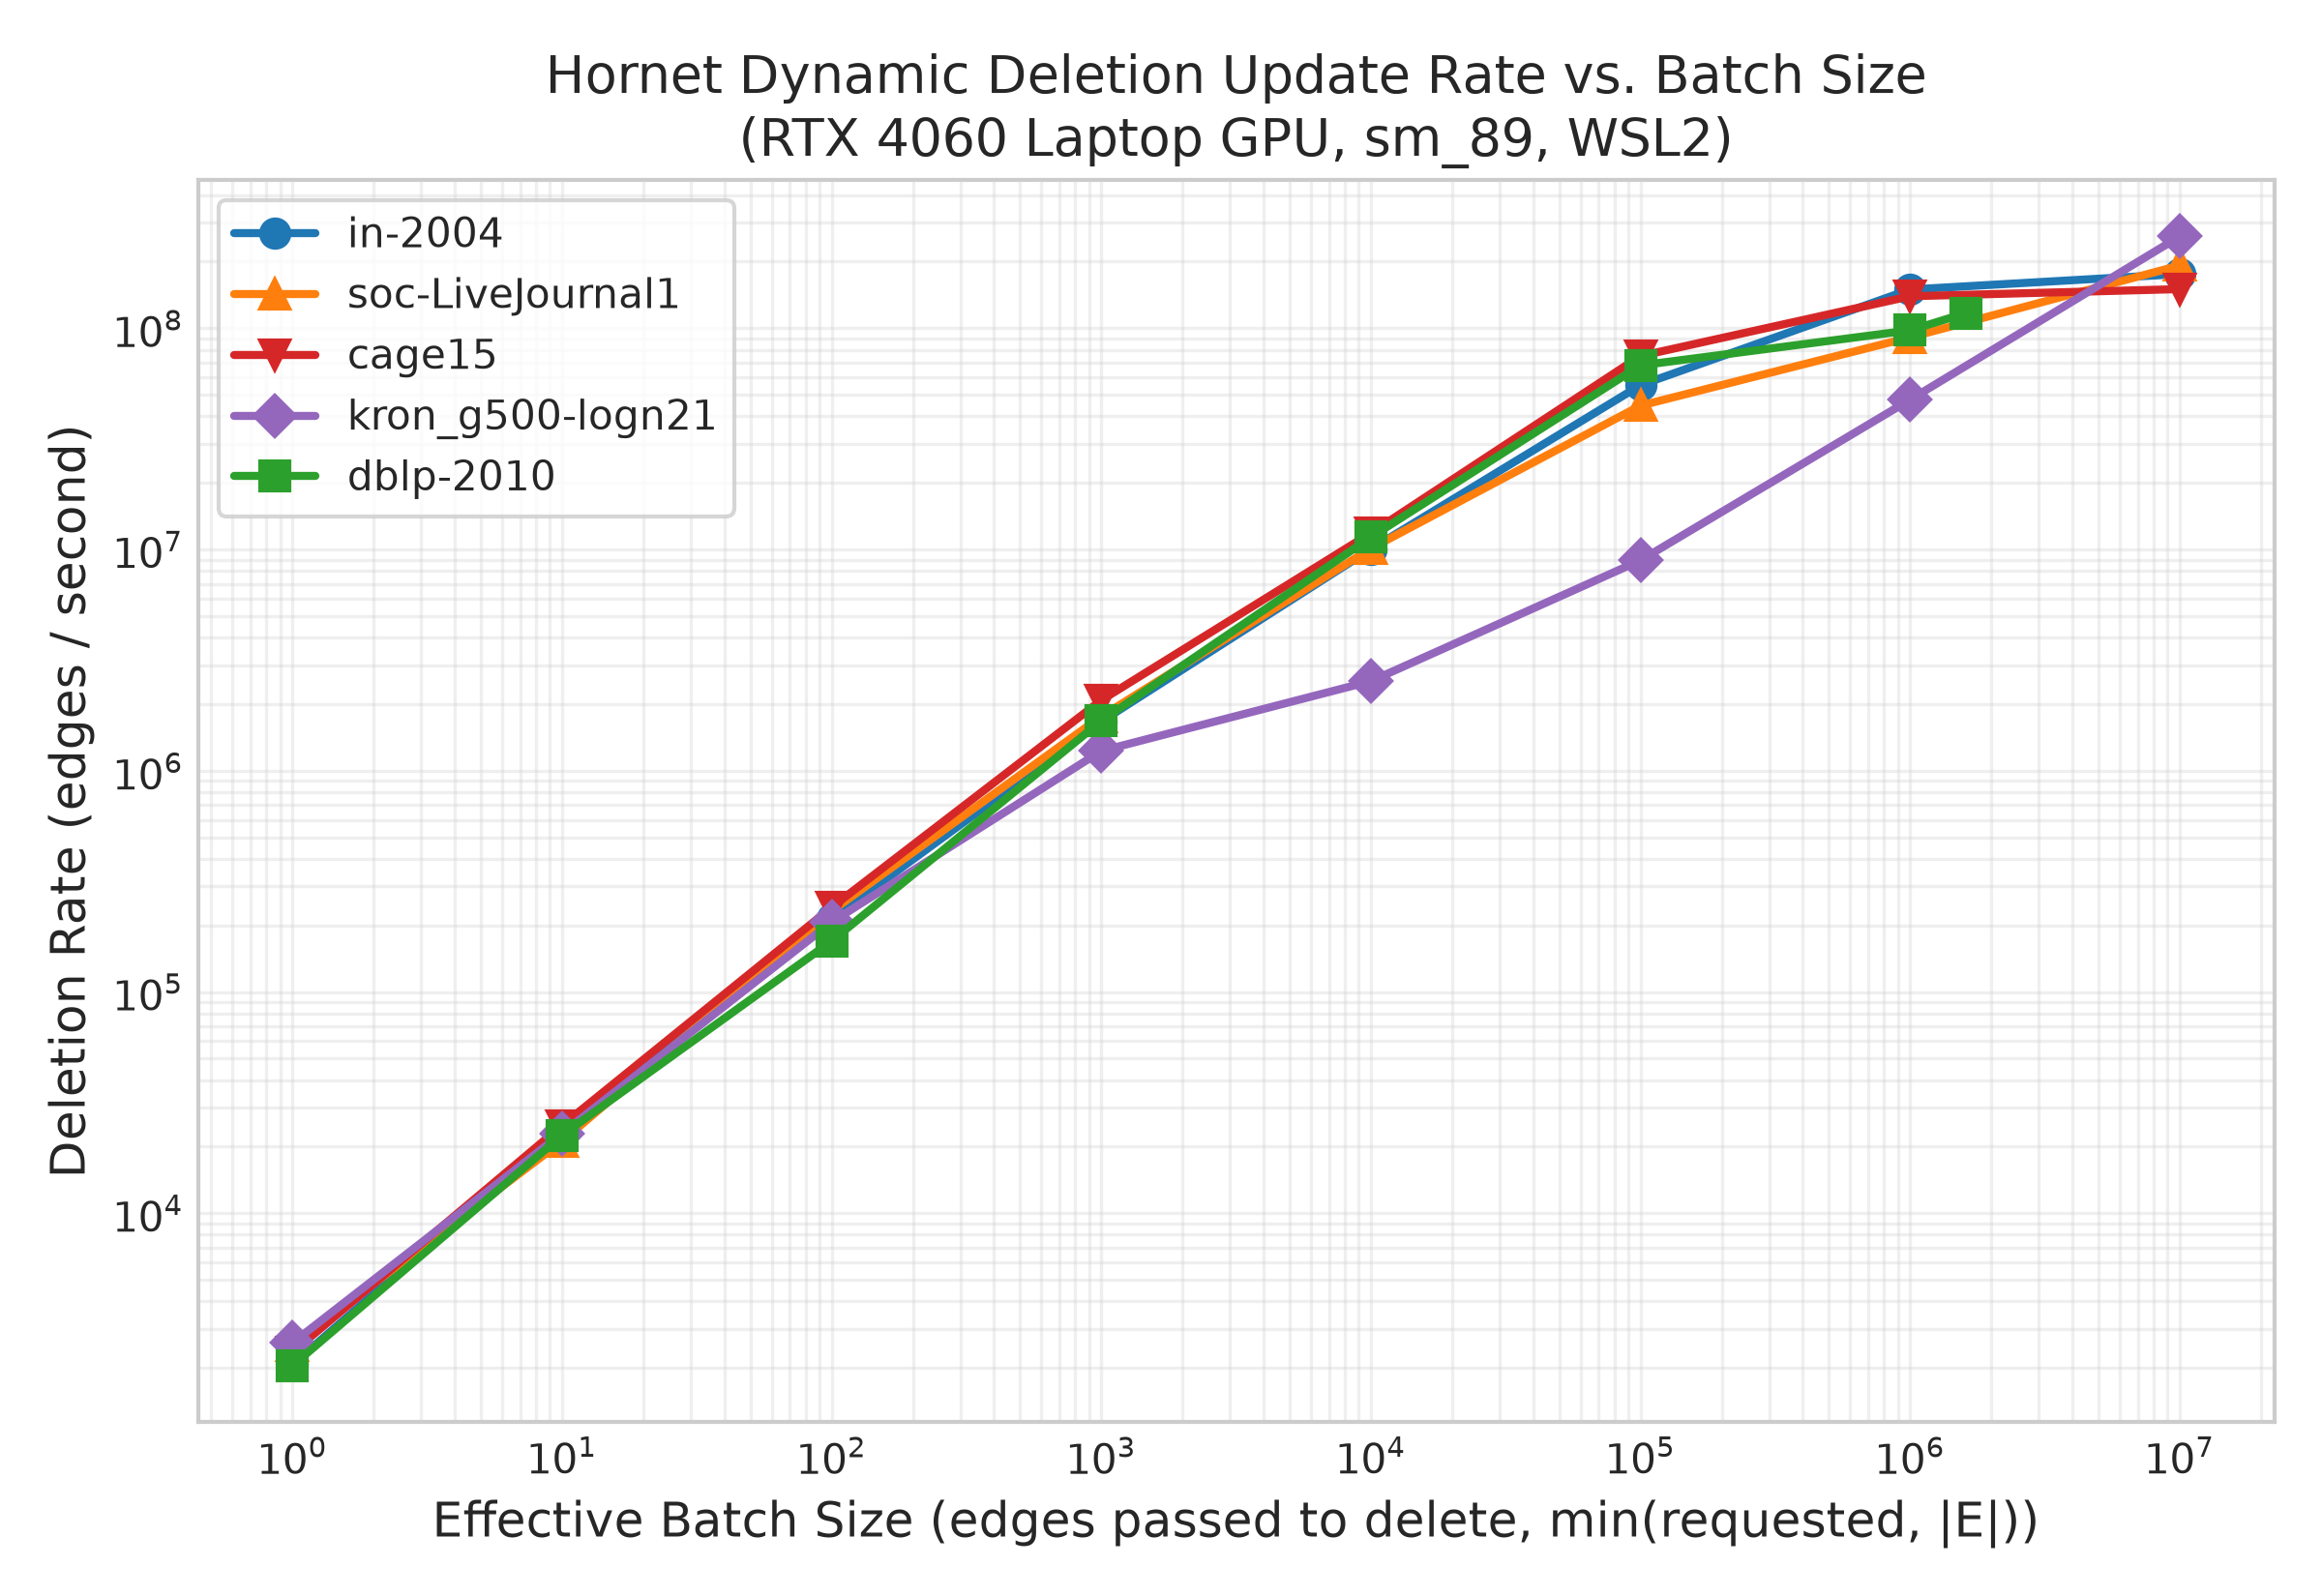 Hornet Dynamic Deletion Update Rate vs. Batch Size
(RTX 4060 Laptop GPU, sm_89, WSL2)
in-2004
soc-LiveJournal1
cage15
kron_g500-logn21
dblp-2010
Deletion Rate (edges / second)
10⁸
10⁷
10⁶
10⁵
10⁴
10⁰ 10¹ 10² 10³ 10⁴ 10⁵ 10⁶ 10⁷
Effective Batch Size (edges passed to delete, min(requested, |E|))